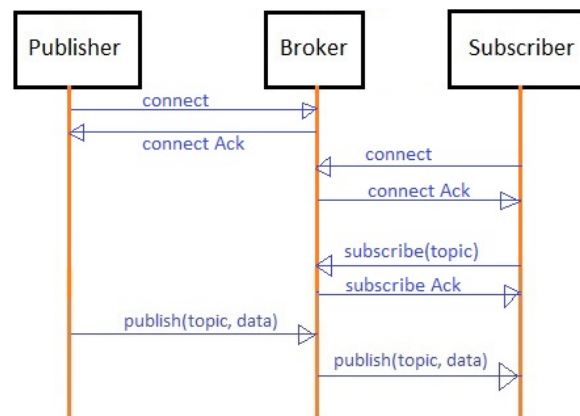 Publisher
Broker
Subscriber
connect
connect Ack
connect
connect Ack
subscribe(topic)
subscribe Ack
publish(topic, data)
publish(topic, data)